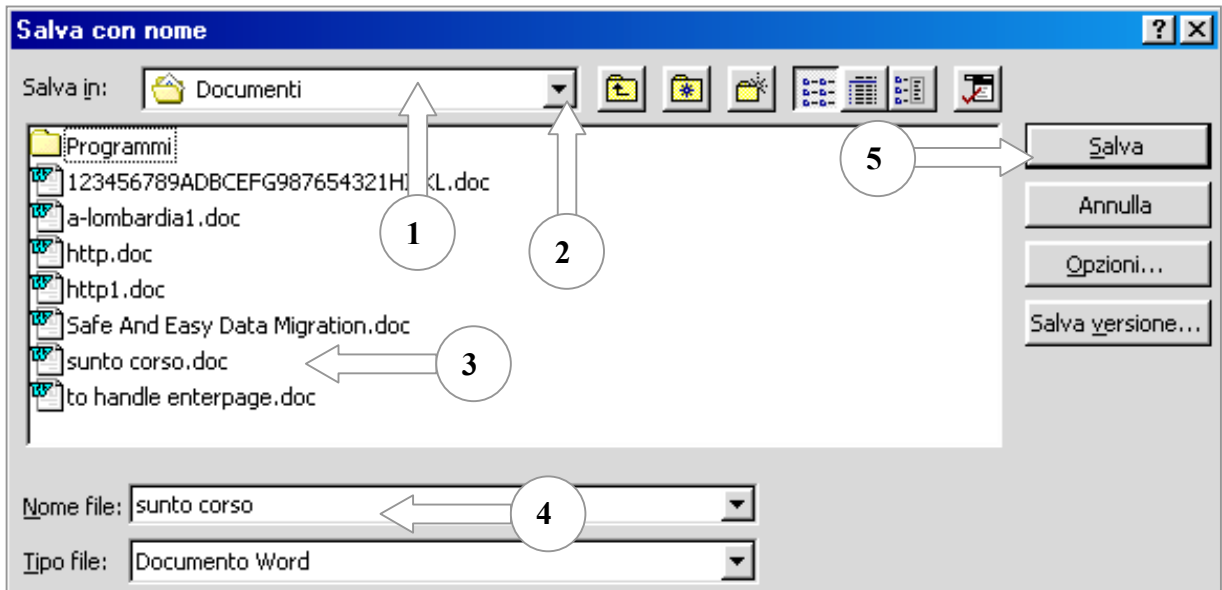 Salva con nome
Salva in: Documenti
Programmi
5
Salva
123456789ADBCEFG987654321HI KL.doc
Annulla
a-lombardia1.doc
1
2
http.doc
Opzioni...
http1.doc
Safe And Easy Data Migration.doc
Salva versione...
sunto corso.doc
3
to handle enterpage.doc
Nome file: sunto corso
4
Tipo file: Documento Word